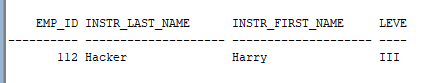 EMP_ID INSTR_LAST_NAME INSTR_FIRST_NAME LEVE
---------- -------------------- -------------------- ----
112 Hacker Harry III